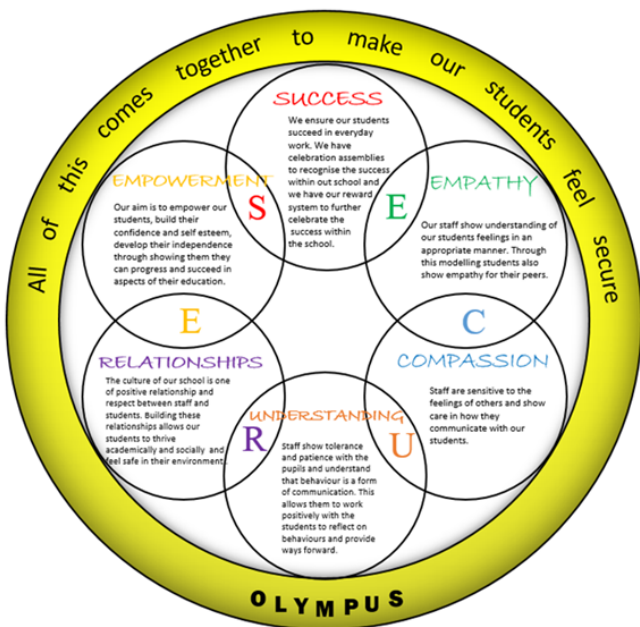 All of this comes together to make our students feel secure
SUCCESS
We ensure our students
succeed in everyday
work. We have
celebration assemblies
to recognise the success
within out school and
we have our reward
system to further
celebrate the
success within
the school.
S
E
EMPOWERMENT
Our aim is to empower our
students, build their
confidence and self esteem,
develop their independence
through showing them they
can progress and succeed in
aspects of their education.
EMPATHY
Our staff show understanding of
our students feelings in an
appropriate manner. Through
this modelling students also
show empathy for their peers.
E
C
RELATIONSHIPS
The culture of our school is one
of positive relationship and
respect between staff and
students. Building these
relationships allows our
students to thrive
academically and socially and
feel safe in their environment.
COMPASSION
Staff are sensitive to the
feelings of others and show
care in how they
communicate with our
students.
R
U
UNDERSTANDING
Staff show tolerance
and patience with the
pupils and understand
that behaviour is a form
of communication. This
allows them to work
positively with the
students to reflect on
behaviours and provide
ways forward.
OLYMPUS